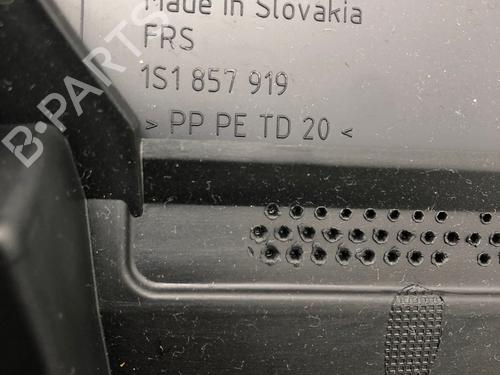 Made in Slovakia
FRS
1S1 857 919
> PP PE TD 20 <
B-PARTS